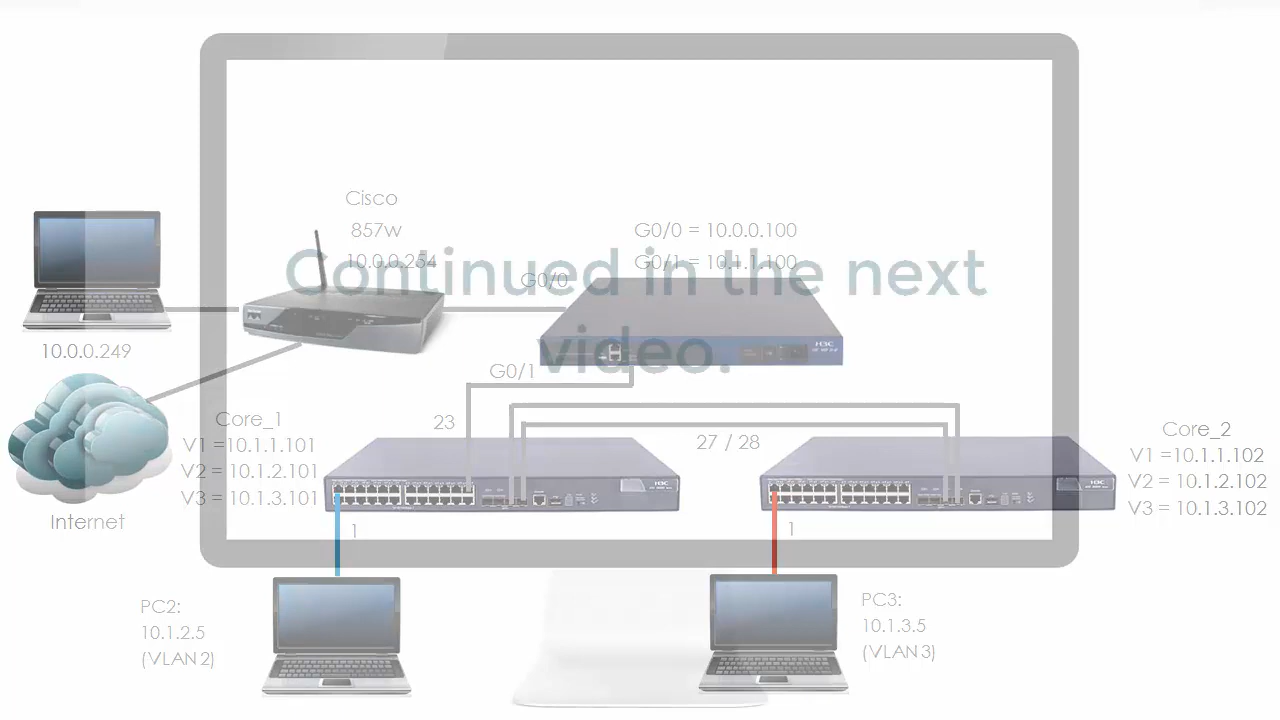 Cisco
857w
10.0.0.254
G0/0 = 10.0.0.100
G0/1 = 10.1.1.100
G0/0
Continued in the next
video.
10.0.0.249
G0/1
H3C
23
27 / 28
Core_1
V1 =10.1.1.101
V2 = 10.1.2.101
V3 = 10.1.3.101
Core_2
V1 =10.1.1.102
V2 = 10.1.2.102
V3 = 10.1.3.102
H3C
H3C
Internet
1
1
PC2:
10.1.2.5
(VLAN 2)
PC3:
10.1.3.5
(VLAN 3)